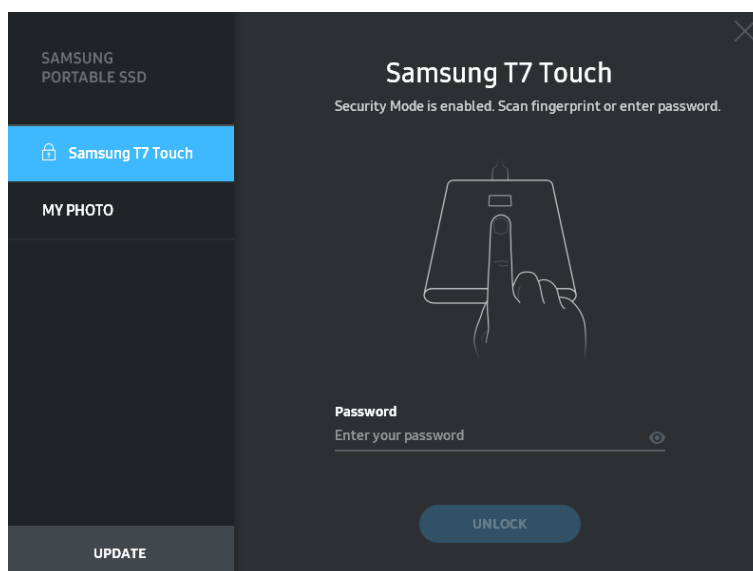 SAMSUNG
PORTABLE SSD
Samsung T7 Touch
MY PHOTO
UPDATE
Samsung T7 Touch
Security Mode is enabled. Scan fingerprint or enter password.
Password
Enter your password
UNLOCK